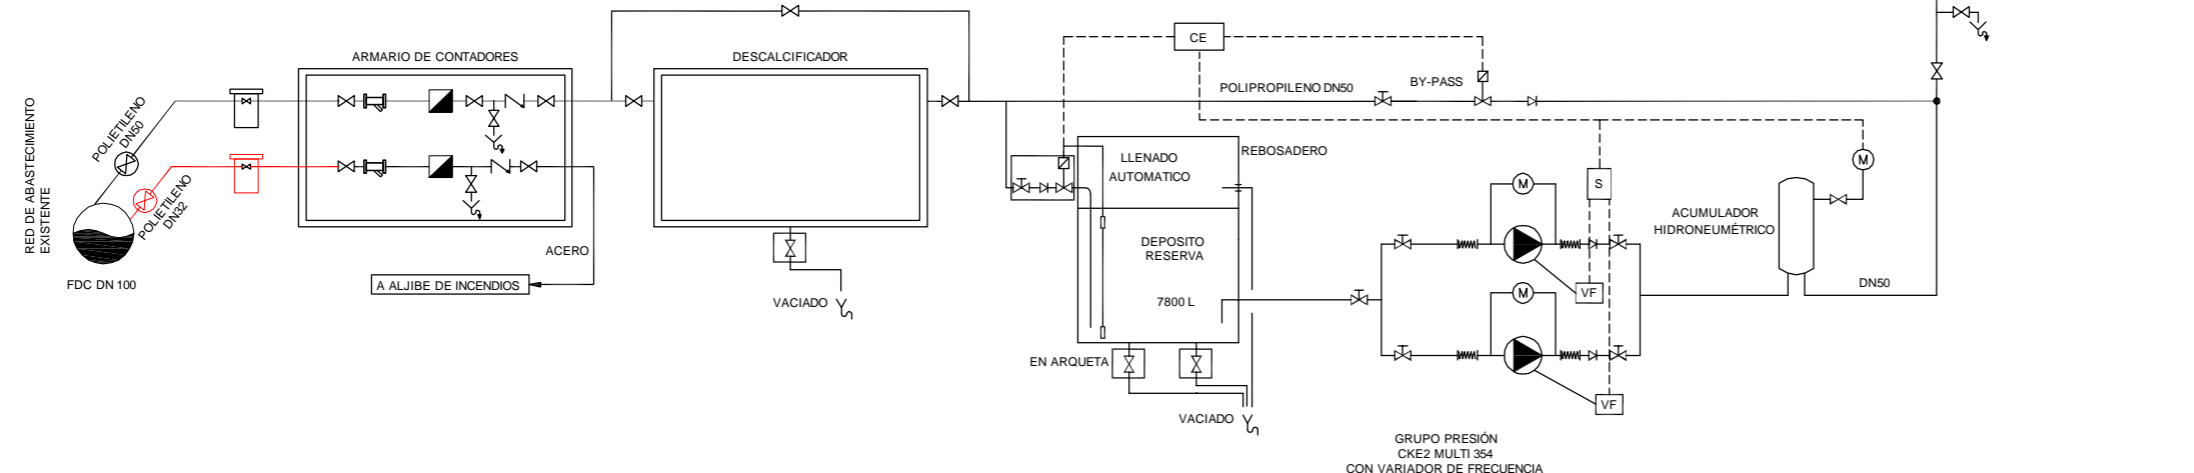 RED DE ABASTECIMIENTO
EXISTENTE
POLIETILENO
DN50
POLIETILENO
DN32
FDC DN 100
ARMARIO DE CONTADORES
ACERO
A ALJIBE DE INCENDIOS
DESCALCIFICADOR
VACIADO
CE
POLIPROPILENO DN50
BY-PASS
LLENADO
AUTOMATICO
REBOSADERO
DEPOSITO
RESERVA
7800 L
EN ARQUETA
VACIADO
M
S
VF
M
VF
GRUPO PRESIÓN
CKE2 MULTI 354
CON VARIADOR DE FRECUENCIA
ACUMULADOR
HIDRONEUMÉTRICO
M
DN50